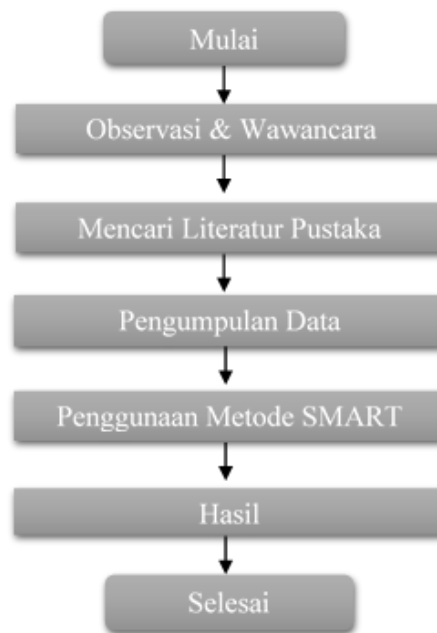 Mulai
Observasi & Wawancara
Mencari Literatur Pustaka
Pengumpulan Data
Penggunaan Metode SMART
Hasil
Selesai